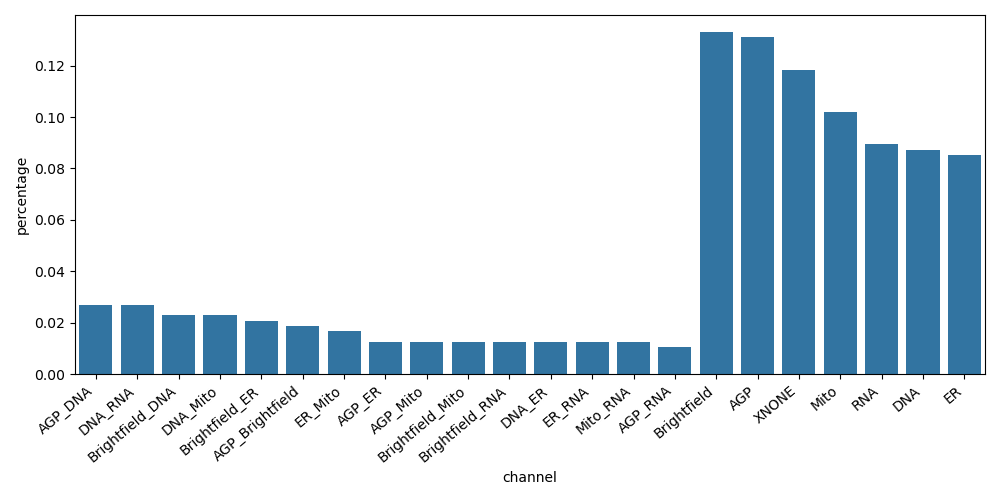 percentage
0.12
0.10
0.08
0.06
0.04
0.02
0.00
AGP_DNA
DNA_RNA
Brightfield_DNA
DNA_Mito
Brightfield_ER
AGP_Brightfield
ER_Mito
AGP_ER
AGP_Mito
Brightfield_Mito
Brightfield_RNA
DNA_ER
ER_RNA
Mito_RNA
AGP_RNA
Brightfield
AGP
XNONE
Mito
RNA
DNA
ER
channel